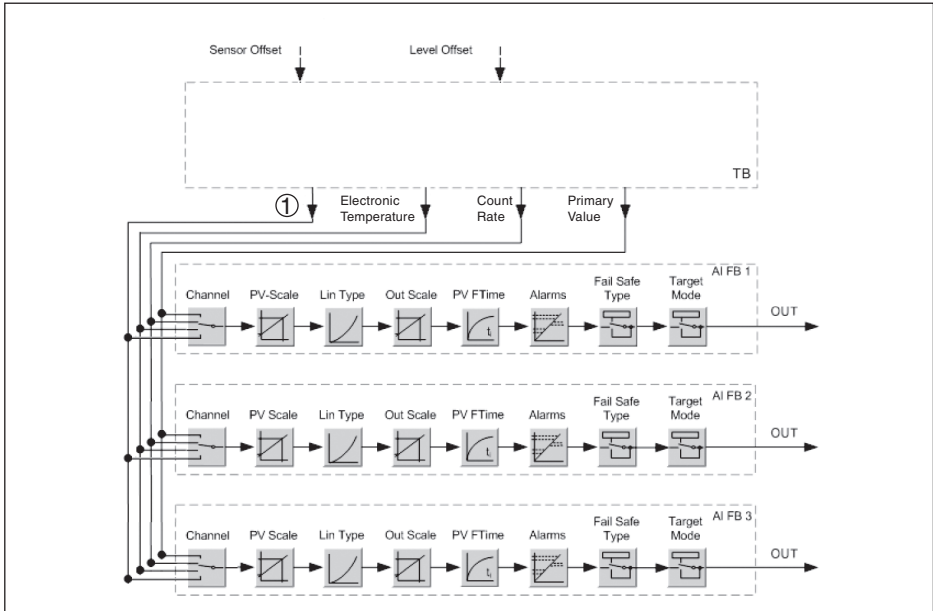 Sensor Offset
Level Offset
TB
①
Electronic
Temperature
Count
Rate
Primary
Value
AI FB 1
Channel
PV-Scale
Lin Type
Out Scale
PV FTime
Alarms
Fail Safe
Type
Target
Mode
OUT
t
AI FB 2
Channel
PV Scale
Lin Type
Out Scale
PV FTime
Alarms
Fail Safe
Type
Target
Mode
OUT
t
AI FB 3
Channel
PV Scale
Lin Type
Out Scale
PV FTime
Alarms
Fail Safe
Type
Target
Mode
OUT
t